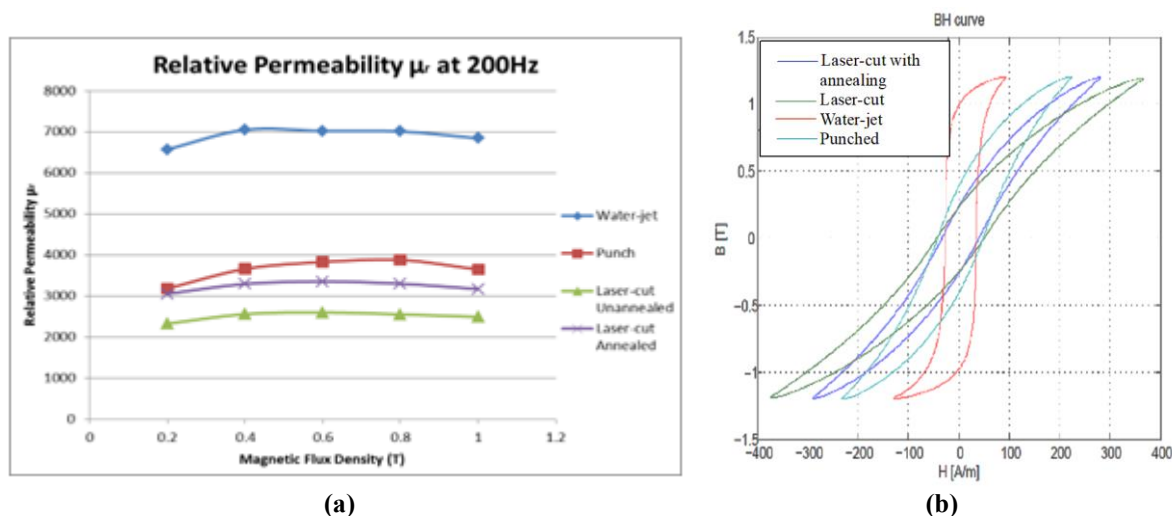 Relative Permeability µr at 200Hz
8000
7000
6000
5000
4000
3000
2000
1000
0
Relative Permeability µr
0
0.2
0.4
0.6
0.8
1
1.2
Magnetic Flux Density (T)
Water-jet
Punch
Laser-cut
Unannealed
Laser-cut
Annealed
(a)
BH curve
1.5
1
0.5
0
−0.5
−1
−1.5
B [T]
Laser-cut with
annealing
Laser-cut
Water-jet
Punched
−400
−300
−200
−100
0
100
200
300
400
H [A/m]
(b)